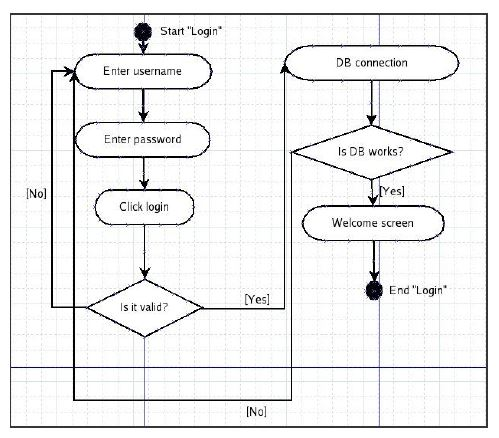 Start "Login"
Enter username
Enter password
[No]
Click login
Is it valid?
[Yes]
DB connection
Is DB works?
[Yes]
Welcome screen
End "Login"
[No]